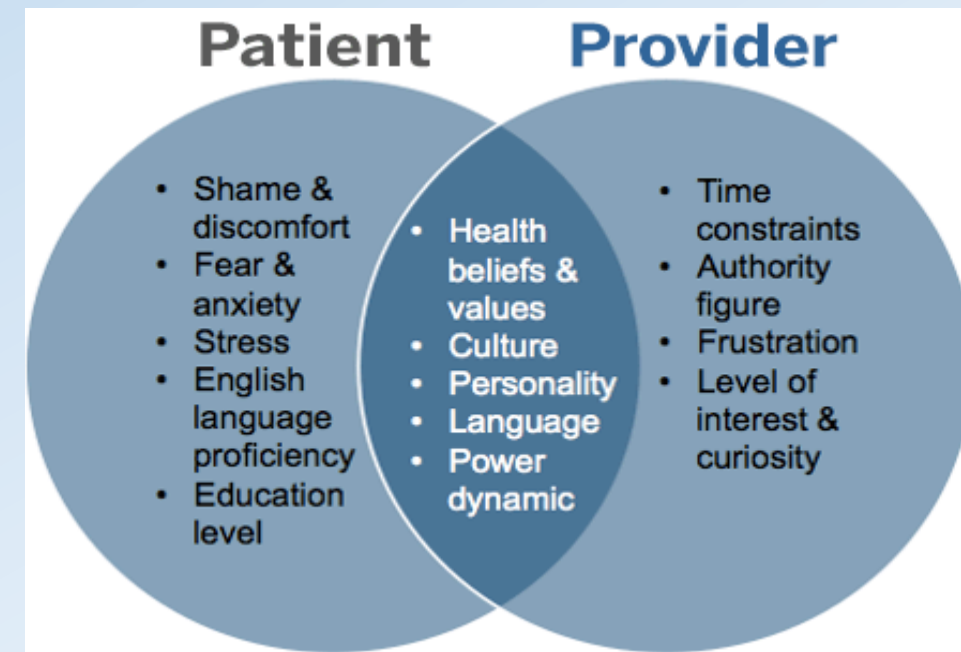 Patient
Provider
• Shame &
discomfort
• Fear &
anxiety
• Stress
• English
language
proficiency
• Education
level
• Health
beliefs &
values
• Culture
• Personality
• Language
• Power
dynamic
• Time
constraints
• Authority
figure
• Frustration
• Level of
interest &
curiosity